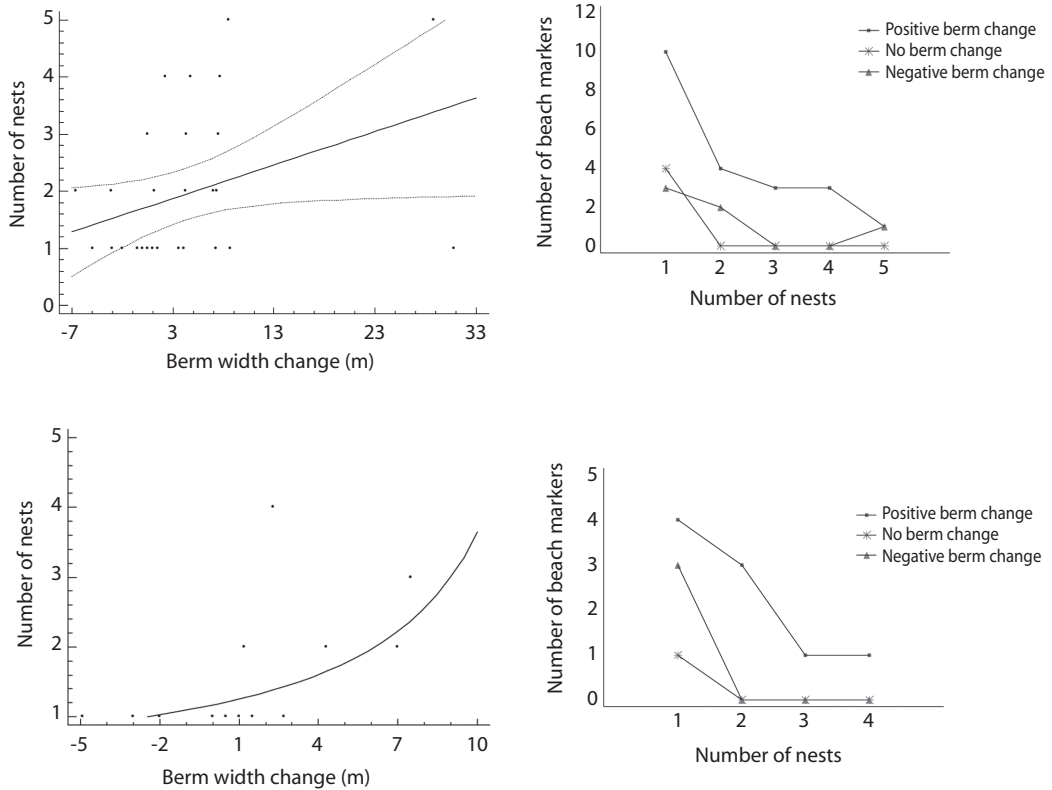 5
4
3
2
1
0
Number of nests
-7 3 13 23 33
Berm width change (m)
12
10
8
6
4
2
0
Number of beach markers
1 2 3 4 5
Number of nests
Positive berm change
No berm change
Negative berm change
5
4
3
2
1
Number of nests
-5 -2 1 4 7 10
Berm width change (m)
5
4
3
2
1
0
Number of beach markers
1 2 3 4
Number of nests
Positive berm change
No berm change
Negative berm change